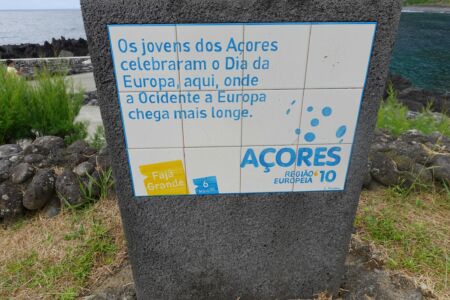 Os jovens dos Açores
celebraram o Dia da
Europa, aqui, onde
a Ocidente a Europa
chega mais longe.
Fajã
Grande
6
AÇORES
REGIÃO
EUROPEIA
10